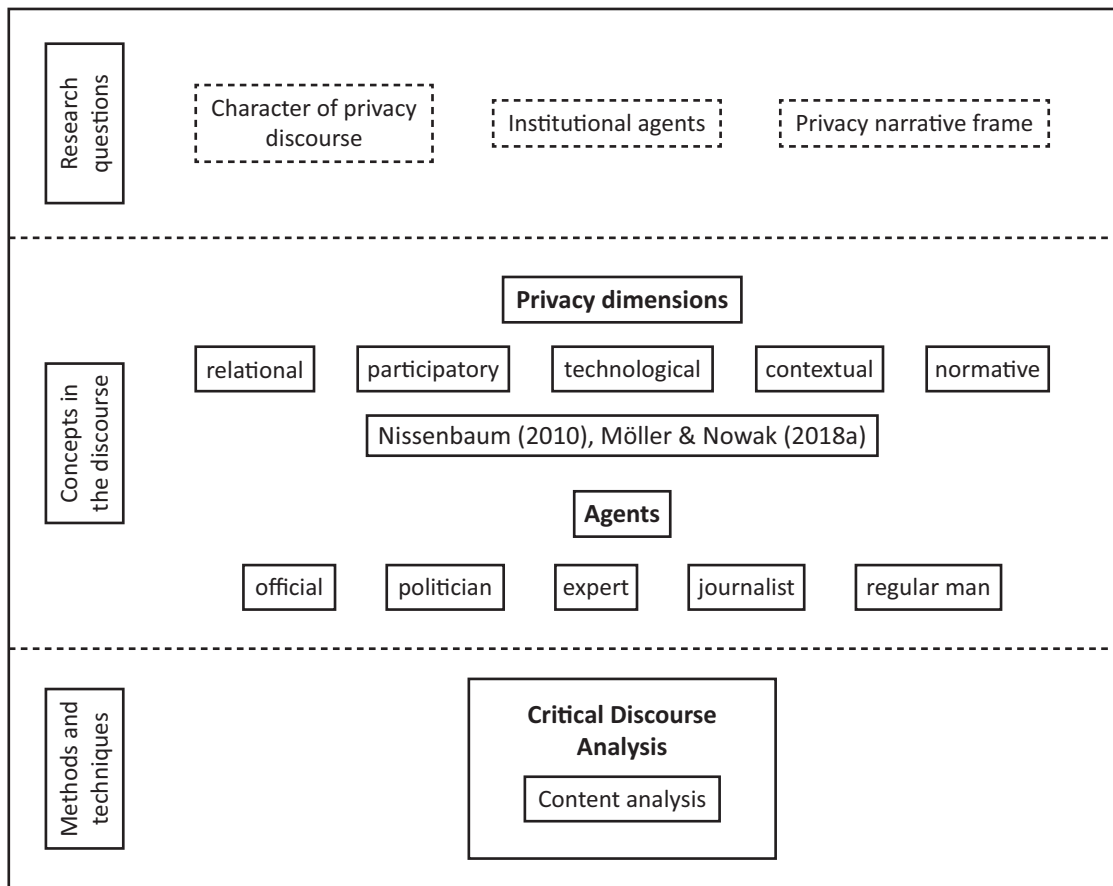 Research
questions
Character of privacy
discourse
Institutional agents
Privacy narrative frame
Concepts in
the discourse
Privacy dimensions
relational
participatory
technological
contextual
normative
Nissenbaum (2010), Möller & Nowak (2018a)
Agents
official
politician
expert
journalist
regular man
Methods and
techniques
Critical Discourse
Analysis
Content analysis